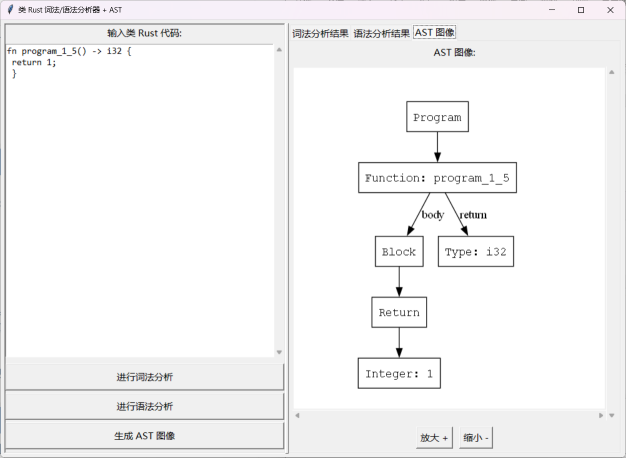 类 Rust 词法/语法分析器 + AST
输入类 Rust 代码:
fn program_1_5() -> i32 {
return 1;
}
进行词法分析
进行语法分析
生成 AST 图像
词法分析结果 语法分析结果 AST 图像
AST 图像:
Program
Function: program_1_5
body return
Block Type: i32
Return
Integer: 1
放大 + 缩小 -